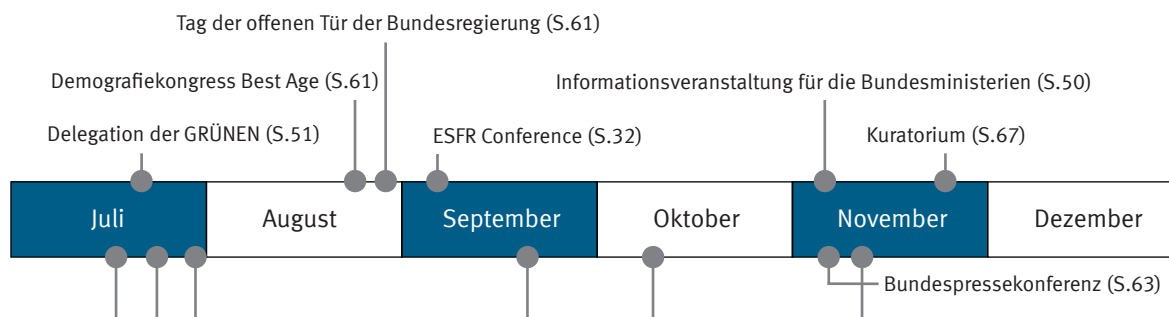 Tag der offenen Tür der Bundesregierung (S.61)
Demografiekongress Best Age (S.61)
Informationsveranstaltung für die Bundesministerien (S.50)
Delegation der GRÜNEN (S.51)
ESFR Conference (S.32)
Kuratorium (S.67)
Juli
August
September
Oktober
November
Dezember
Bundespressekonferenz (S.63)